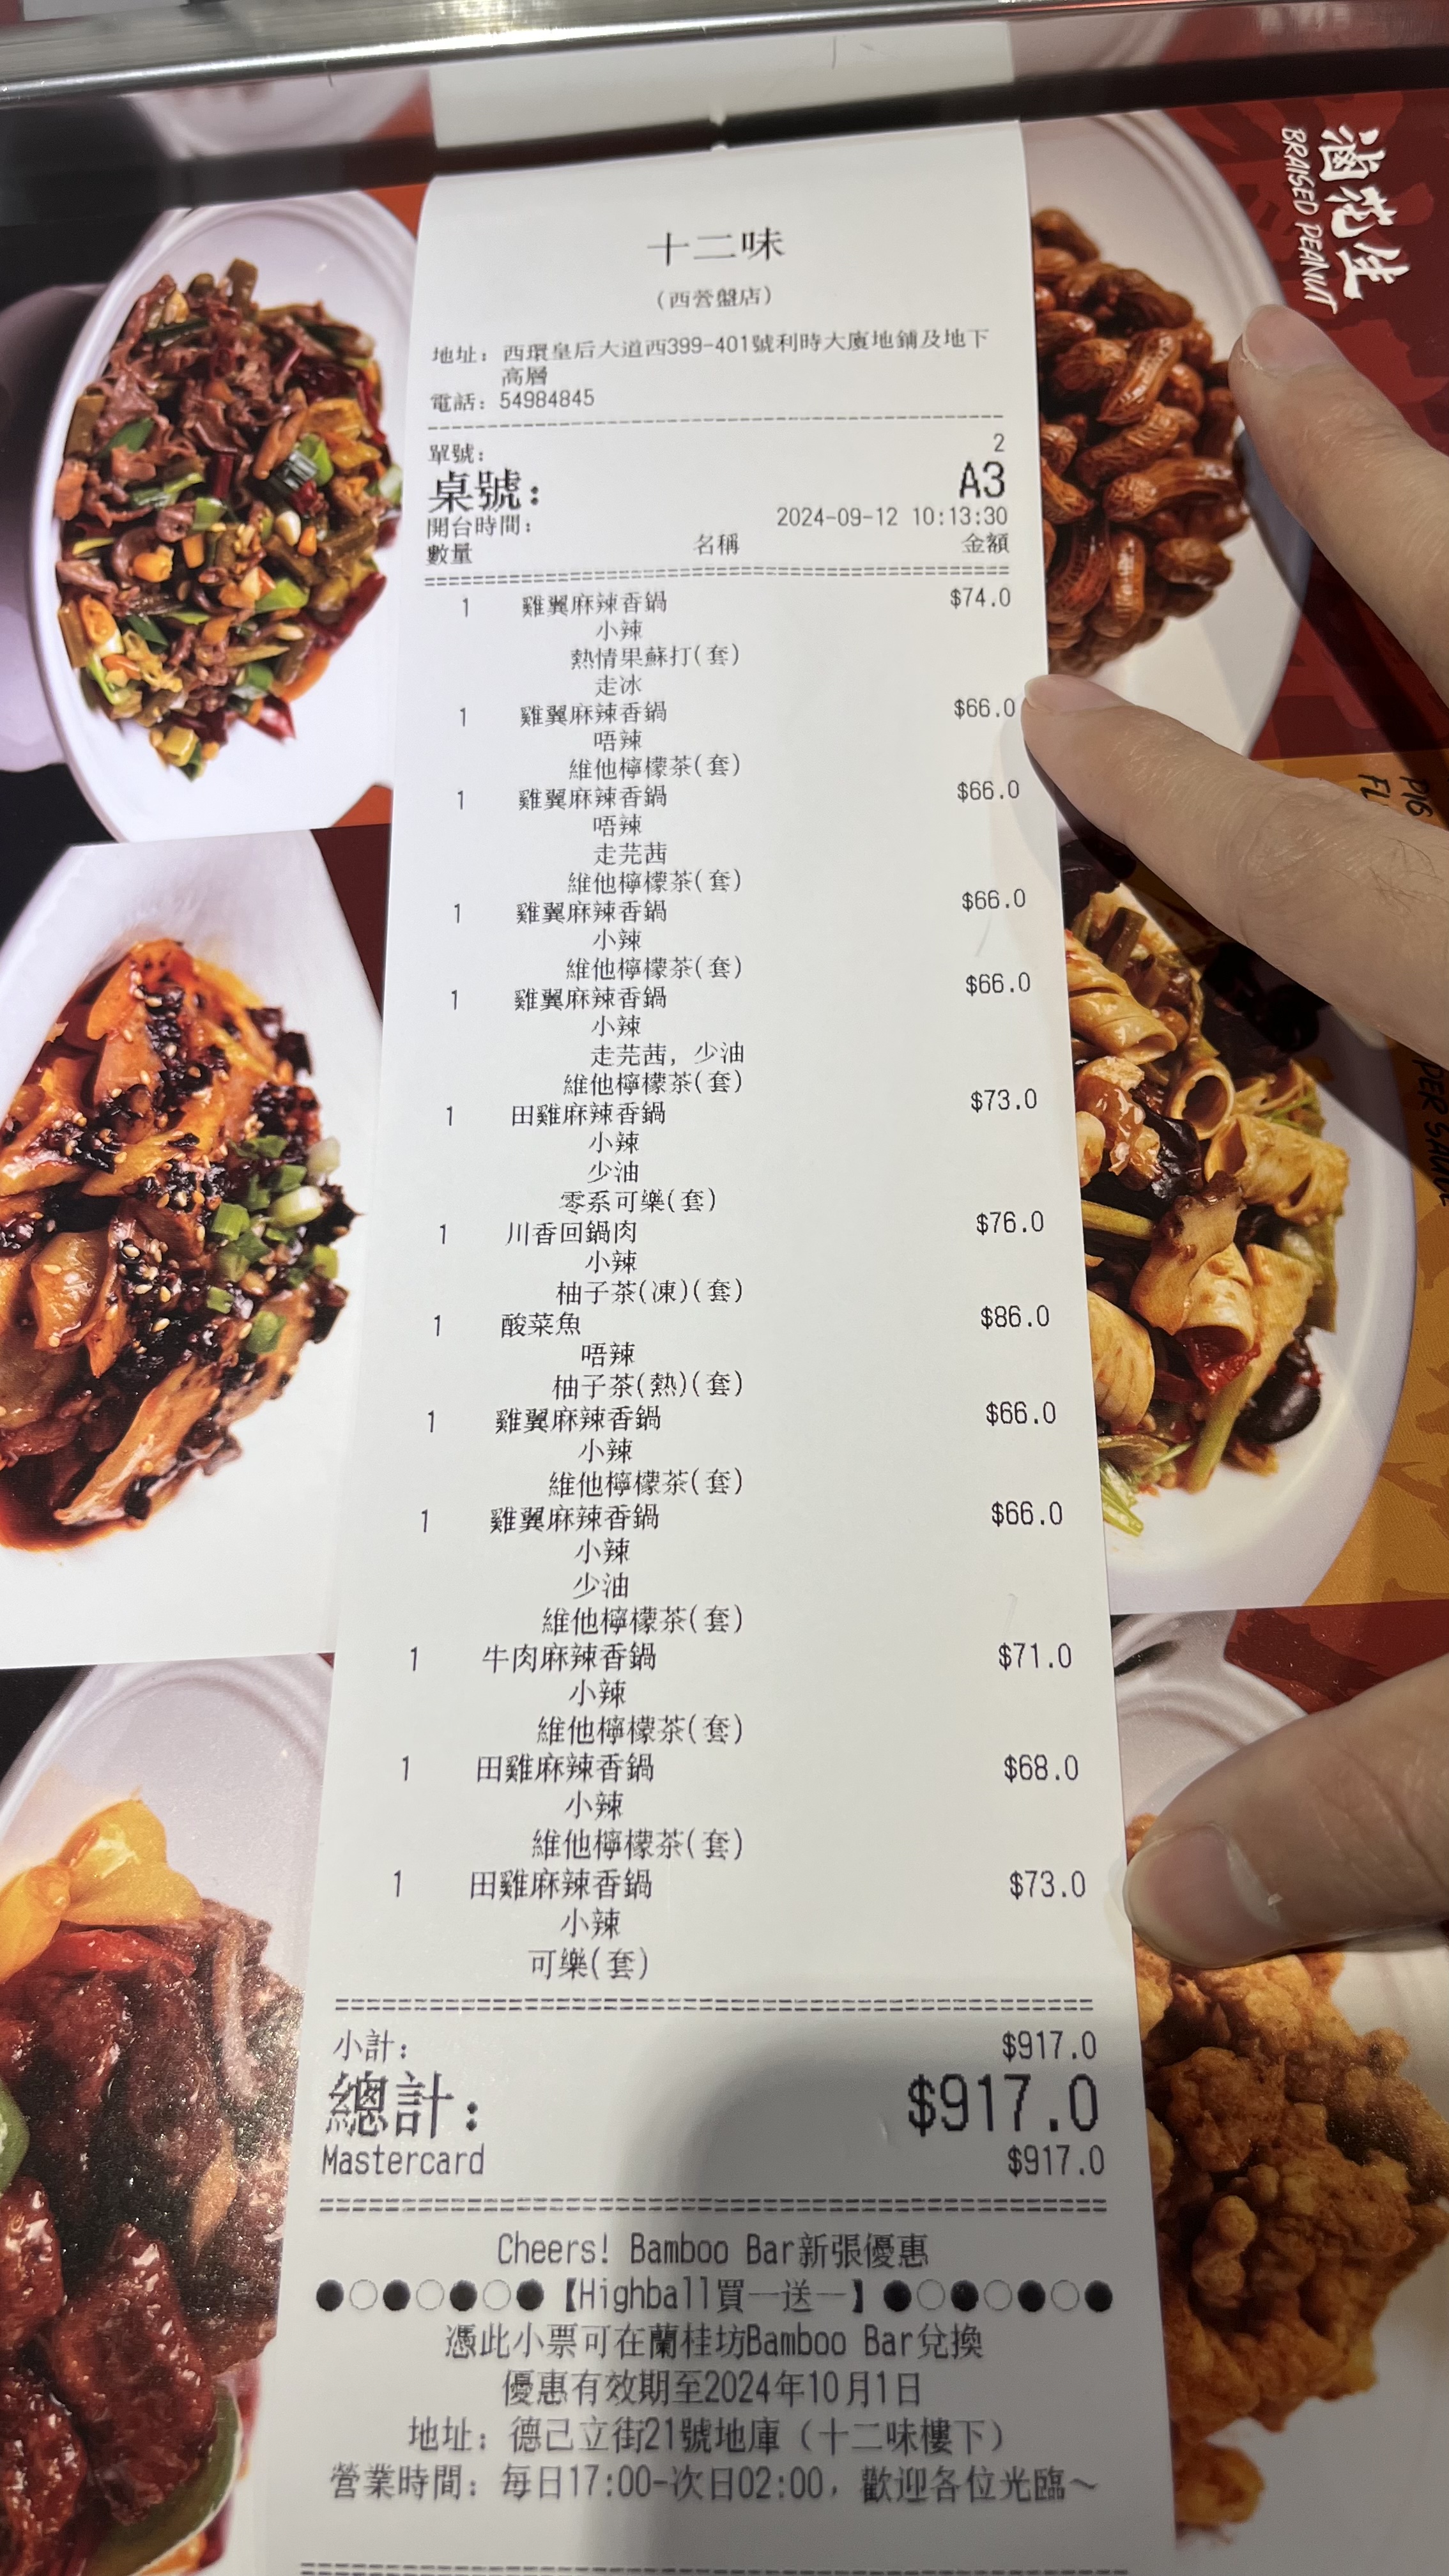 十二味
(西營盤店)
地址：西環皇后大道西399-401號利時大廈地鋪及地下
高層
電話：54984845
單號： 2
桌號： A3
開台時間： 2024-09-12 10:13:30
數量 名稱 金額
1 雞翼麻辣香鍋 $74.0
小辣
熱情果蘇打(套)
走冰
1 雞翼麻辣香鍋 $66.0
唔辣
維他檸檬茶(套)
1 雞翼麻辣香鍋 $66.0
唔辣
走芫茜
維他檸檬茶(套)
1 雞翼麻辣香鍋 $66.0
小辣
維他檸檬茶(套)
1 雞翼麻辣香鍋 $66.0
小辣
走芫茜, 少油
維他檸檬茶(套)
1 田雞麻辣香鍋 $73.0
小辣
少油
零系可樂(套)
1 川香回鍋肉 $76.0
小辣
柚子茶(凍)(套)
1 酸菜魚 $86.0
唔辣
柚子茶(熱)(套)
1 雞翼麻辣香鍋 $66.0
小辣
維他檸檬茶(套)
1 雞翼麻辣香鍋 $66.0
小辣
少油
維他檸檬茶(套)
1 牛肉麻辣香鍋 $71.0
小辣
維他檸檬茶(套)
1 田雞麻辣香鍋 $68.0
小辣
維他檸檬茶(套)
1 田雞麻辣香鍋 $73.0
小辣
可樂(套)
小計： $917.0
總計： $917.0
Mastercard $917.0
Cheers! Bamboo Bar新張優惠
●○●○●○●【Highball買一送一】●○●○●○●
憑此小票可在蘭桂坊Bamboo Bar兌換
優惠有效期至2024年10月1日
地址：德己立街21號地庫（十二味樓下）
營業時間：每日17:00-次日02:00，歡迎各位光臨～
滷花生
BRAISED PEANUT
PIG